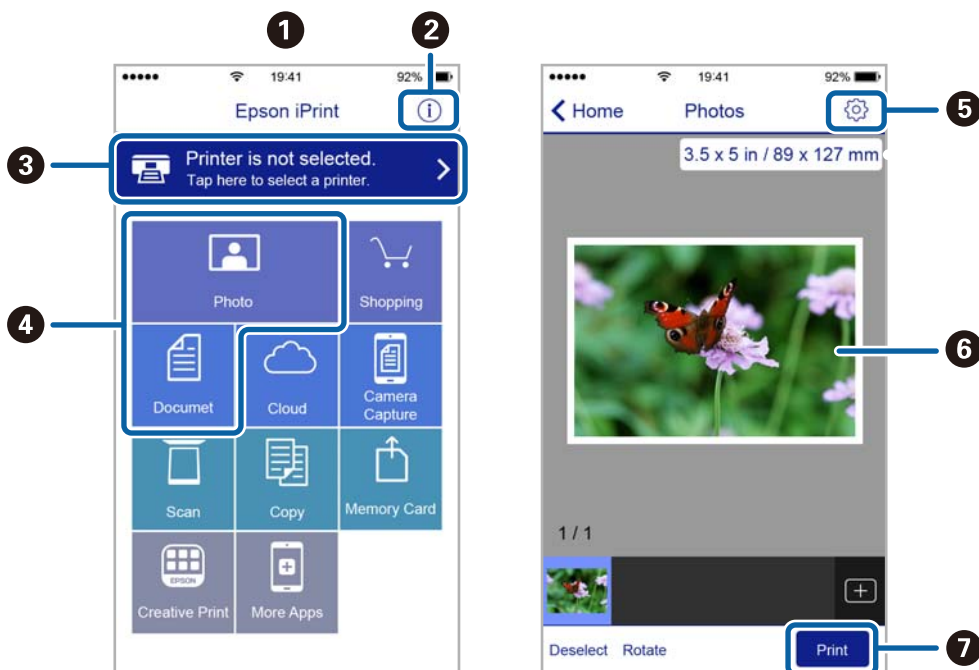 1
2
19:41
92%
Epson iPrint
3
Printer is not selected.
Tap here to select a printer.
4
Photo
Shopping
Documet
Cloud
Camera
Capture
Scan
Copy
Memory Card
EPSON
Creative Print
More Apps
19:41
92%
Home
Photos
5
3.5 x 5 in / 89 x 127 mm
6
1 / 1
Deselect
Rotate
Print
7